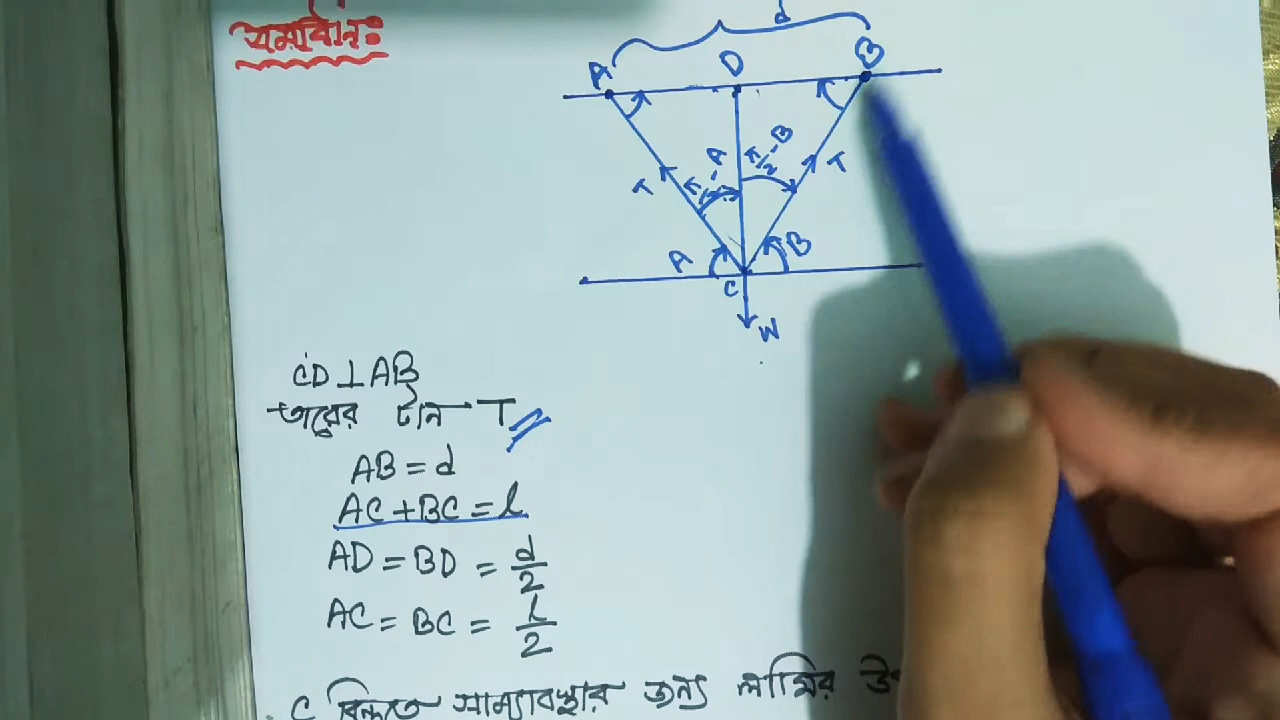 সমাধান:
d
A D B
T π/2-A π/2-B T
A B
C
W
CD⊥AB
তারের টান T
AB = d
AC+BC = l
AD = BD = d/2
AC = BC = l/2
C বিন্দুতে সাম্যাবস্থার জন্য লামির